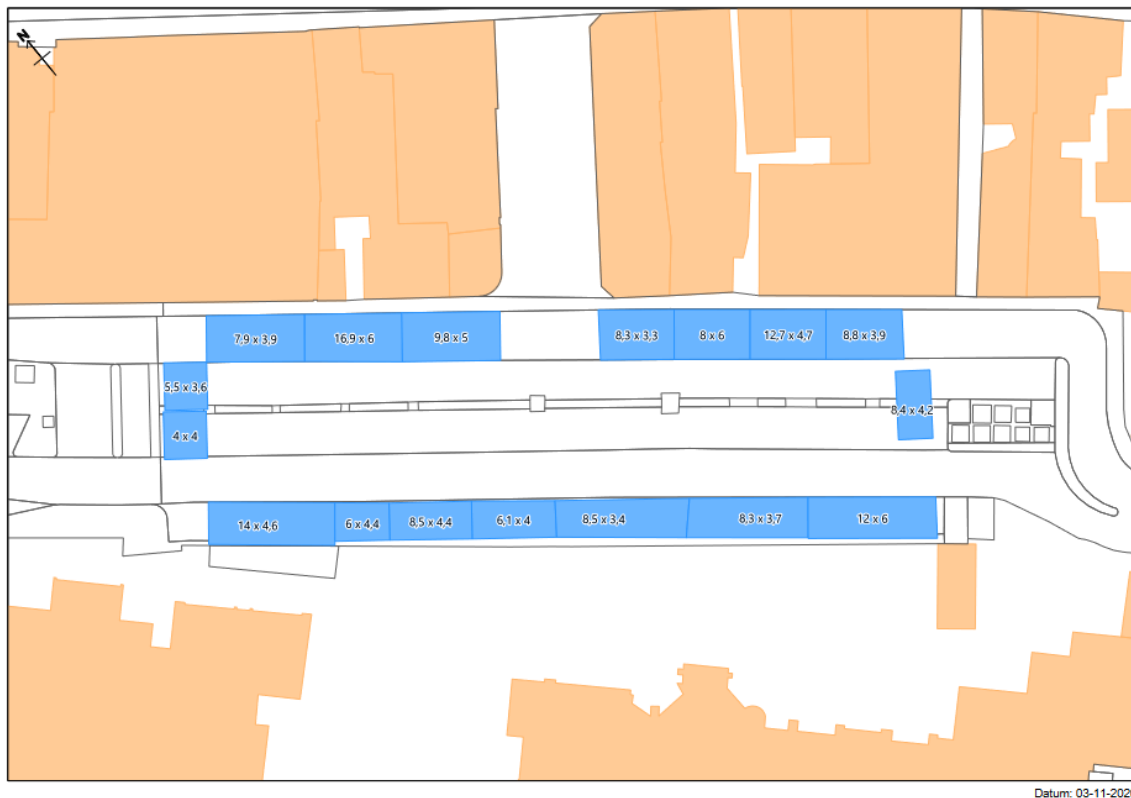 N
7,9 x 3,9
16,9 x 6
9,8 x 5
8,3 x 3,3
8 x 6
12,7 x 4,7
8,8 x 3,9
5,5 x 3,6
8,4 x 4,2
4 x 4
14 x 4,6
6 x 4,4
8,5 x 4,4
6,1 x 4
8,5 x 3,4
8,3 x 3,7
12 x 6
Datum: 03-11-2020